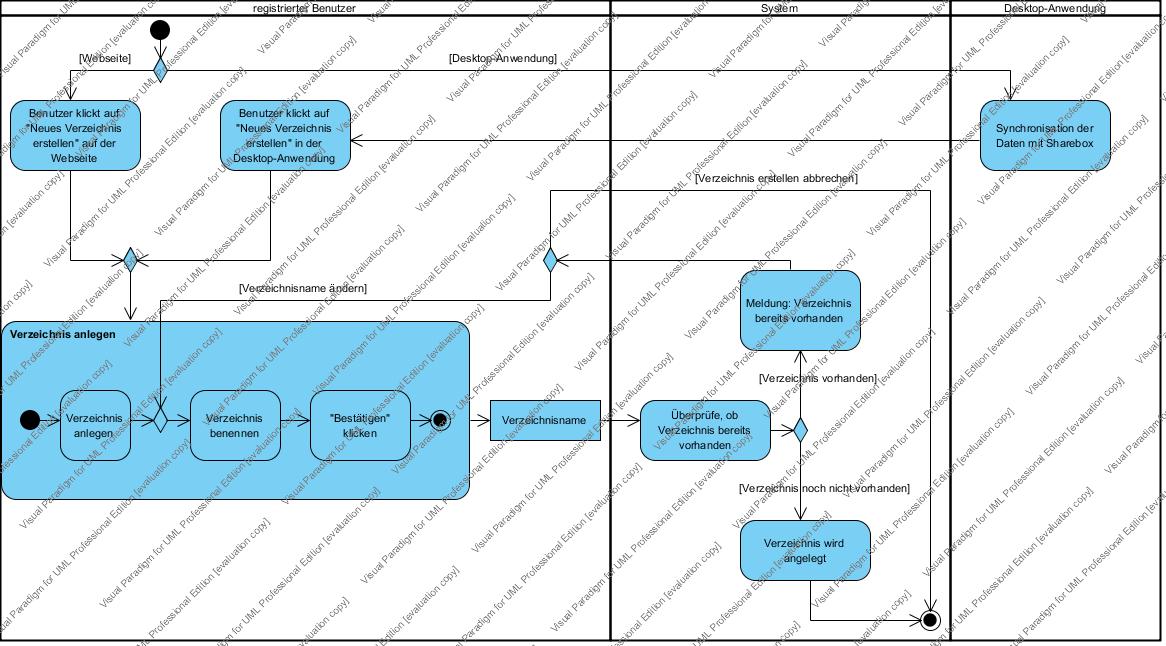 registrierter Benutzer
System
Desktop-Anwendung
[Webseite]
[Desktop-Anwendung]
Benutzer klickt auf
"Neues Verzeichnis
erstellen" auf der
Webseite
Benutzer klickt auf
"Neues Verzeichnis
erstellen" in der
Desktop-Anwendung
Synchronisation der
Daten mit Sharebox
[Verzeichnis erstellen abbrechen]
[Verzeichnisname ändern]
Meldung: Verzeichnis
bereits vorhanden
Verzeichnis anlegen
[Verzeichnis vorhanden]
Verzeichnis
anlegen
Verzeichnis
benennen
"Bestätigen"
klicken
Verzeichnisname
Überprüfe, ob
Verzeichnis bereits
vorhanden
[Verzeichnis noch nicht vorhanden]
Verzeichnis wird
angelegt
Visual Paradigm for UML Professional Edition [evaluation copy]